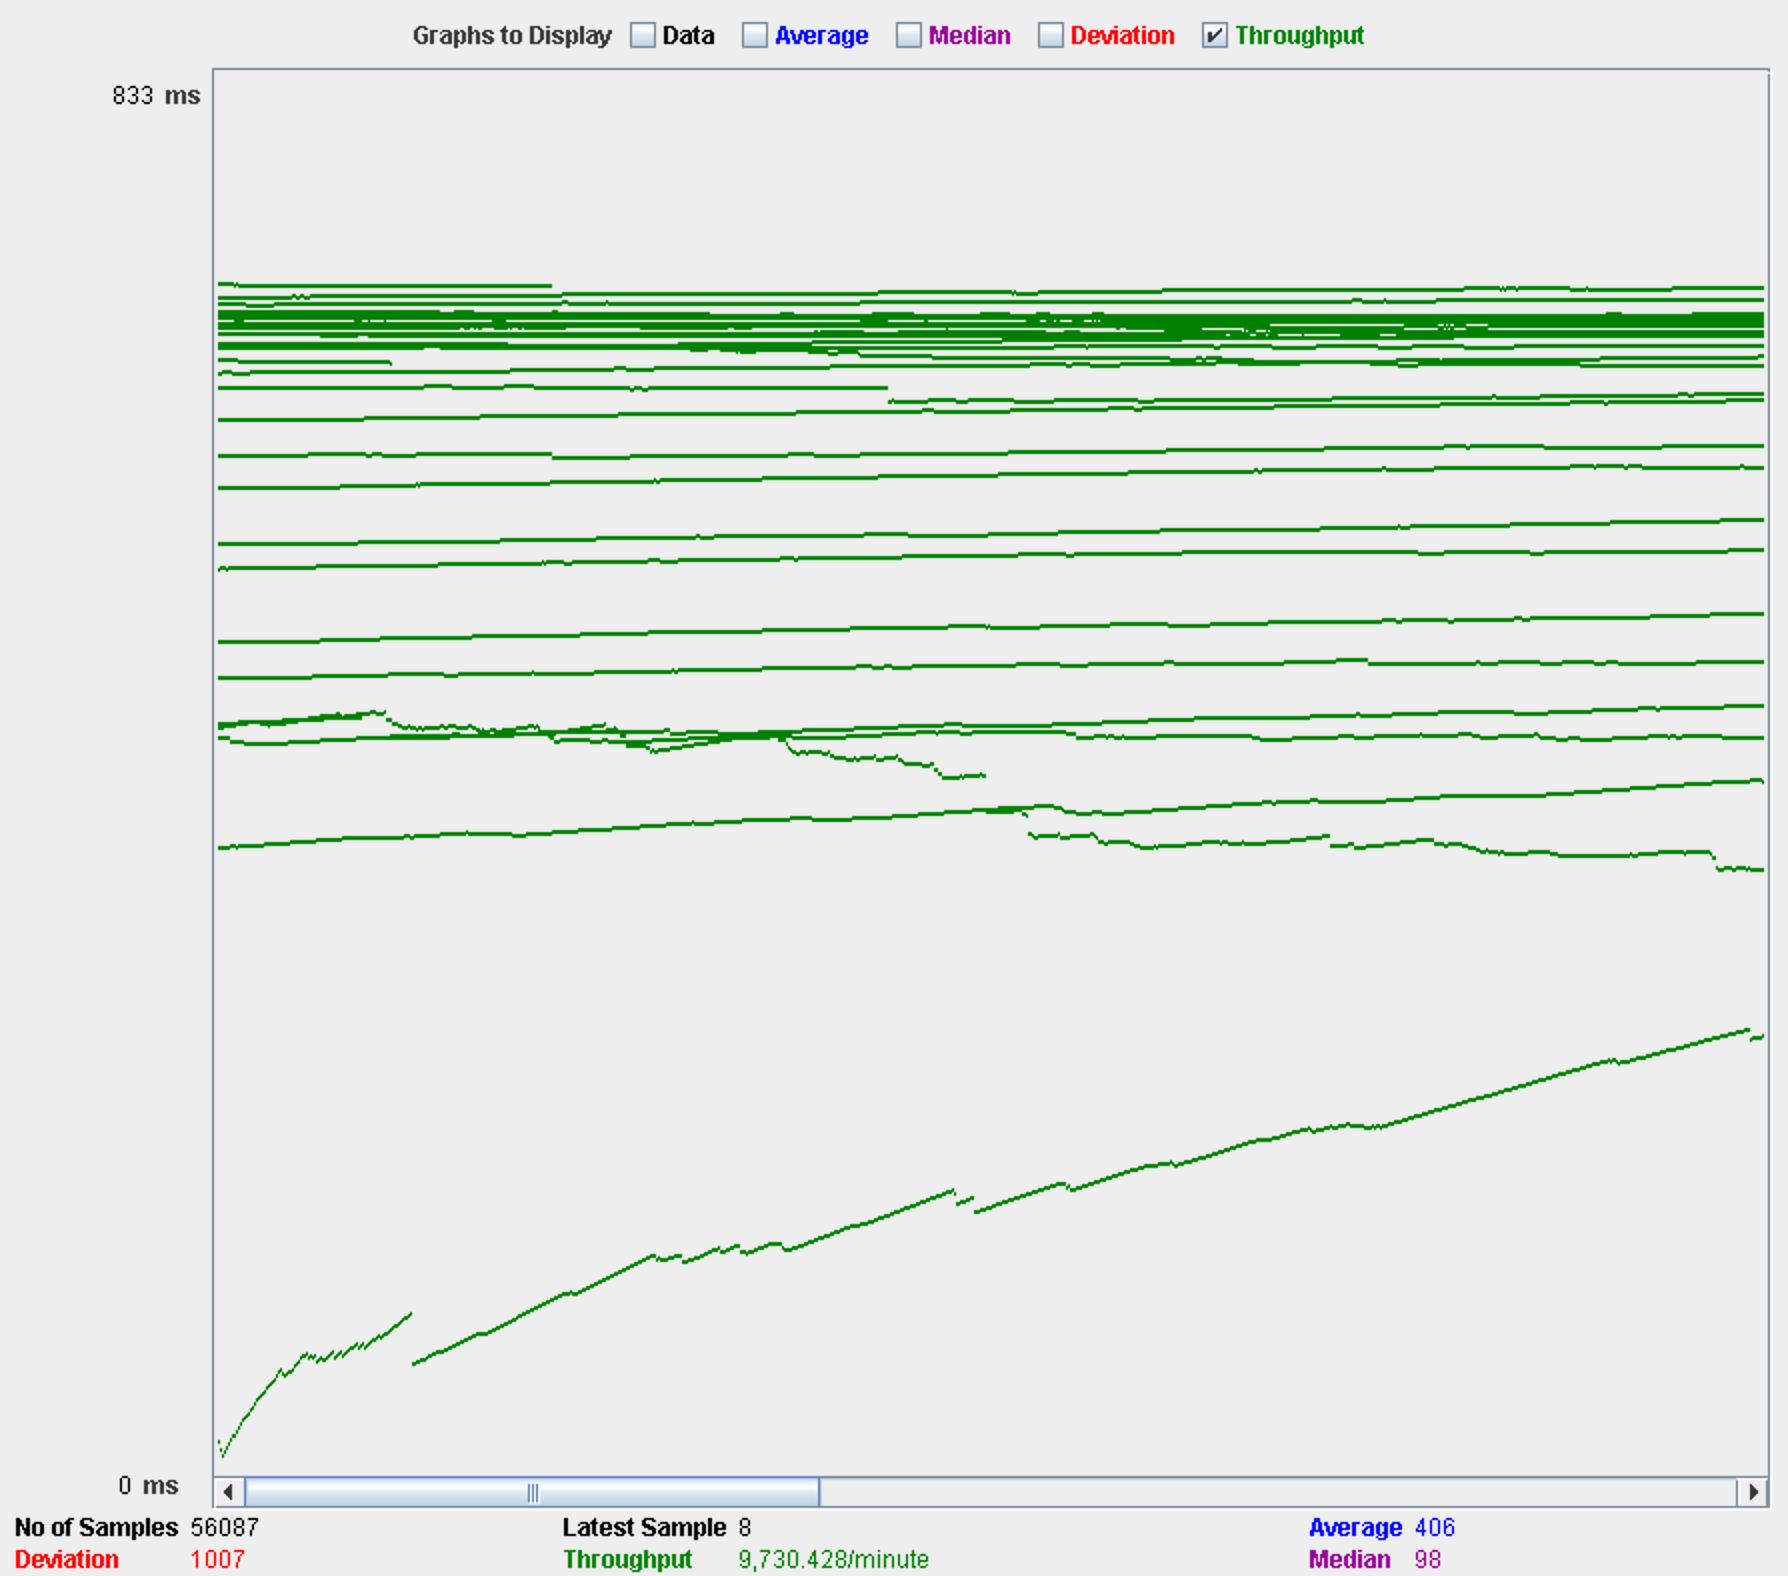 Graphs to Display Data Average Median Deviation Throughput
833 ms
0 ms
No of Samples 56087 Latest Sample 8 Average 406
Deviation 1007 Throughput 9,730.428/minute Median 98